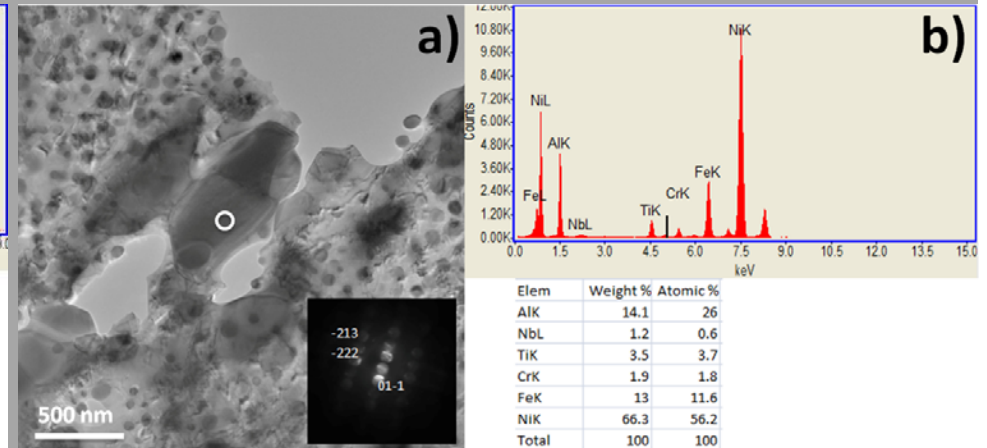 a)
500 nm
-213
-222
01-1
b)
12.00K
10.80K
9.60K
8.40K
7.20K
6.00K
4.80K
3.60K
2.40K
1.20K
0.00K
Counts
NiK
NiL
AlK
FeL
NbL
TiK
CrK
FeK
0.0 1.5 3.0 4.5 6.0 7.5 9.0 10.5 12.0 13.5 15.0
keV
Elem Weight % Atomic %
AlK 14.1 26
NbL 1.2 0.6
TiK 3.5 3.7
CrK 1.9 1.8
FeK 13 11.6
NiK 66.3 56.2
Total 100 100